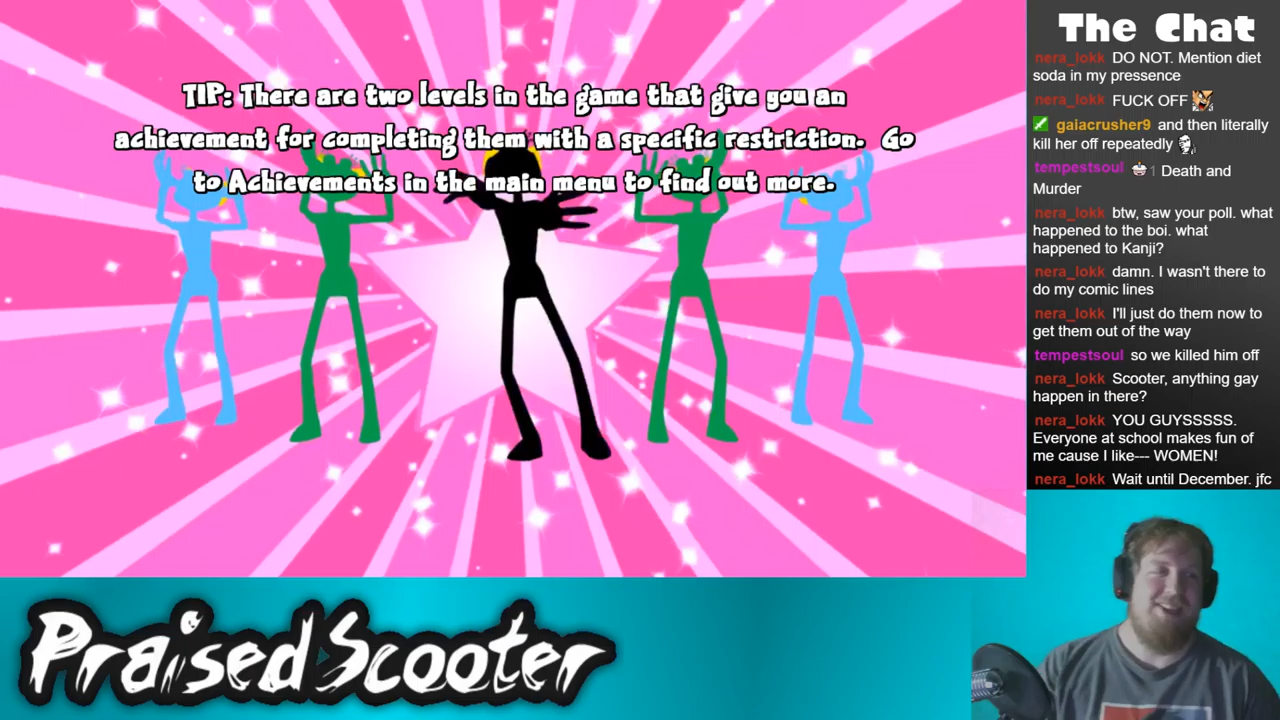 TIP: There are two levels in the game that give you an
achievement for completing them with a specific restriction. Go
to Achievements in the main menu to find out more.
The Chat
nera_lokk DO NOT. Mention diet
soda in my pressence
nera_lokk FUCK OFF
gaiacrusher9 and then literally
kill her off repeatedly
tempestsoul 1 Death and
Murder
nera_lokk btw, saw your poll. what
happened to the boi. what
happened to Kanji?
nera_lokk damn. I wasn't there to
do my comic lines
nera_lokk I'll just do them now to
get them out of the way
tempestsoul so we killed him off
nera_lokk Scooter, anything gay
happen in there?
nera_lokk YOU GUYSSSSS.
Everyone at school makes fun of
me cause I like--- WOMEN!
nera_lokk Wait until December. jfc
PraisedScooter